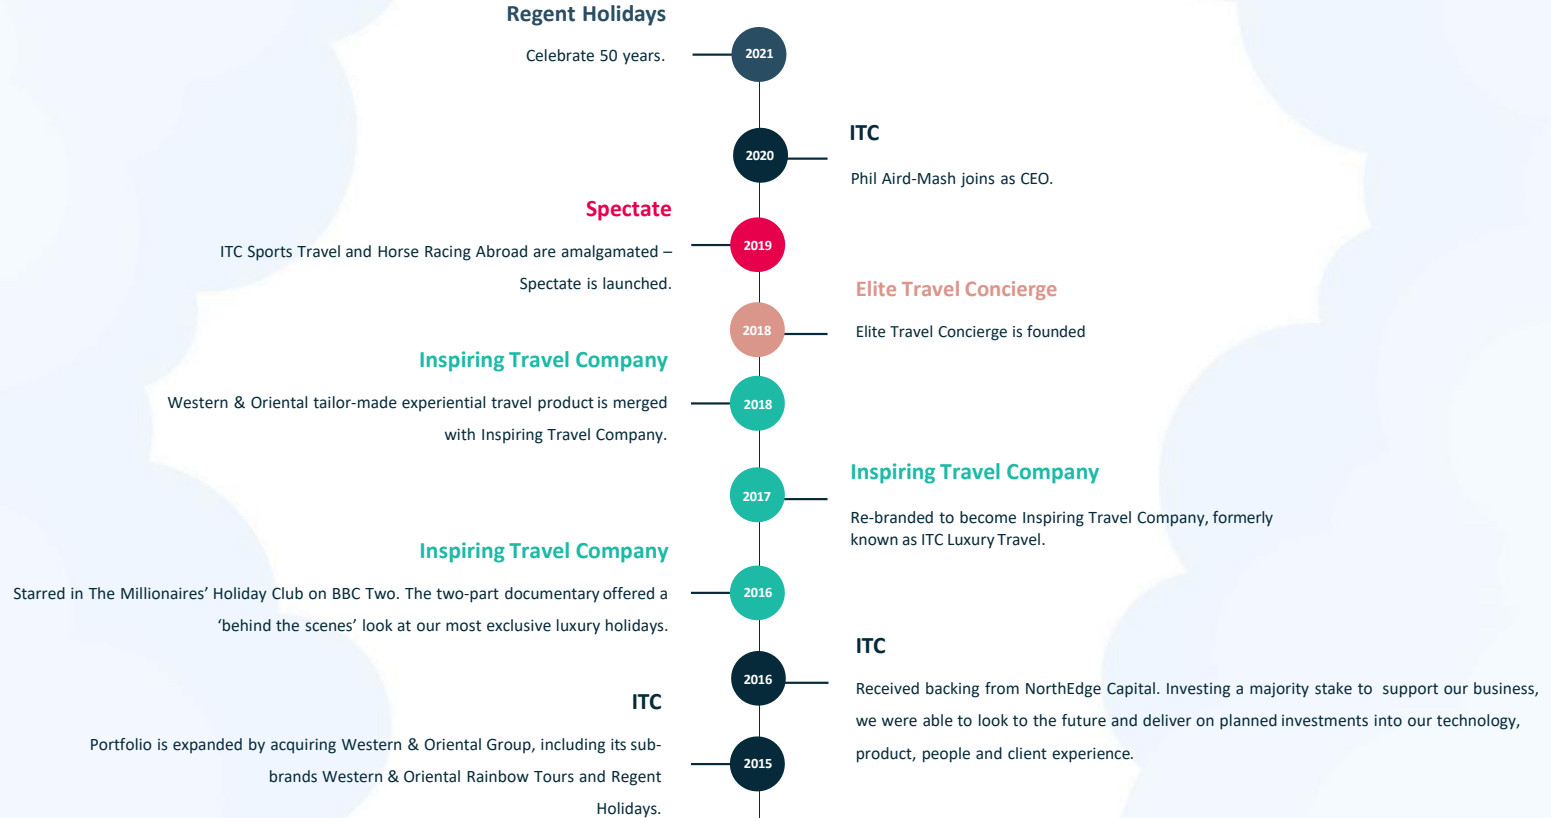 Regent Holidays
Celebrate 50 years.
2021
ITC
2020
Phil Aird-Mash joins as CEO.
Spectate
ITC Sports Travel and Horse Racing Abroad are amalgamated –
Spectate is launched.
2019
Elite Travel Concierge
2018
Elite Travel Concierge is founded
Inspiring Travel Company
Western & Oriental tailor-made experiential travel product is merged
with Inspiring Travel Company.
2018
Inspiring Travel Company
2017
Re-branded to become Inspiring Travel Company, formerly
known as ITC Luxury Travel.
Inspiring Travel Company
Starred in The Millionaires’ Holiday Club on BBC Two. The two-part documentary offered a
‘behind the scenes’ look at our most exclusive luxury holidays.
2016
ITC
2016
Received backing from NorthEdge Capital. Investing a majority stake to support our business,
we were able to look to the future and deliver on planned investments into our technology,
product, people and client experience.
ITC
Portfolio is expanded by acquiring Western & Oriental Group, including its sub-
brands Western & Oriental Rainbow Tours and Regent
Holidays.
2015